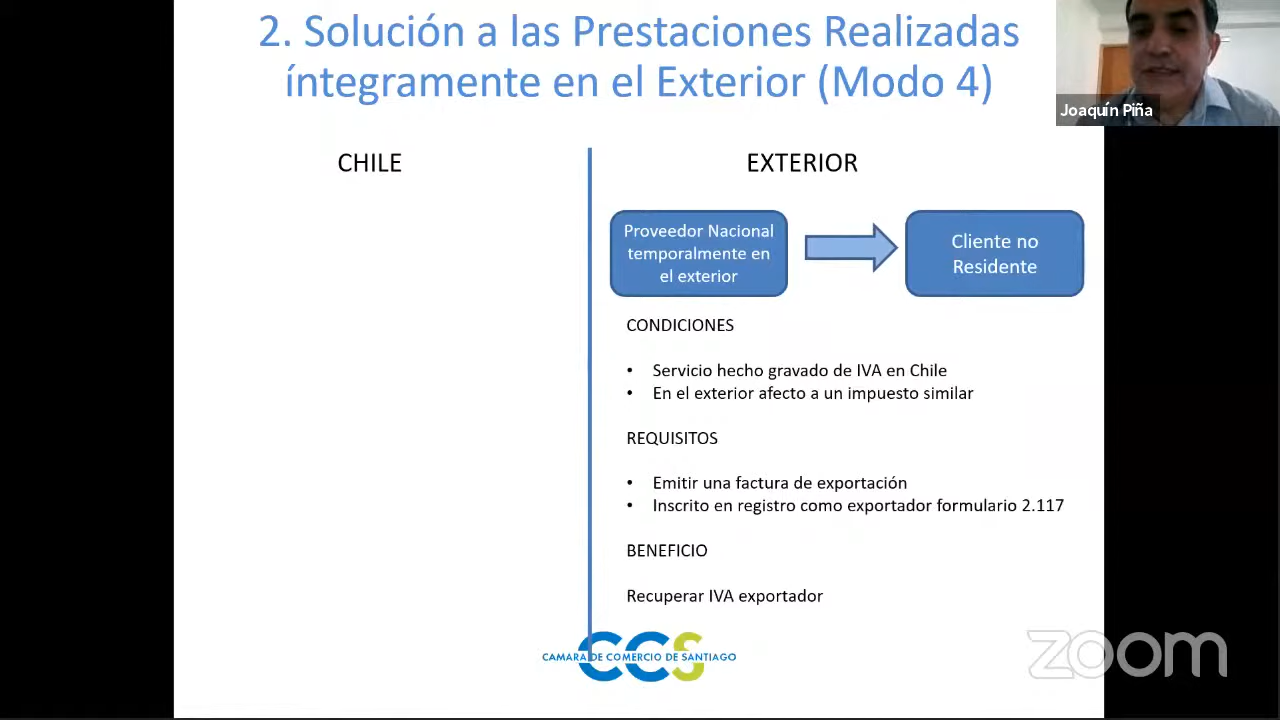 2. Solución a las Prestaciones Realizadas
íntegramente en el Exterior (Modo 4)
Joaquín Piña
CHILE
EXTERIOR
Proveedor Nacional
temporalmente en
el exterior
Cliente no
Residente
CONDICIONES
• Servicio hecho gravado de IVA en Chile
• En el exterior afecto a un impuesto similar
REQUISITOS
• Emitir una factura de exportación
• Inscrito en registro como exportador formulario 2.117
BENEFICIO
Recuperar IVA exportador
CCS
CAMARA DE COMERCIO DE SANTIAGO
zoom